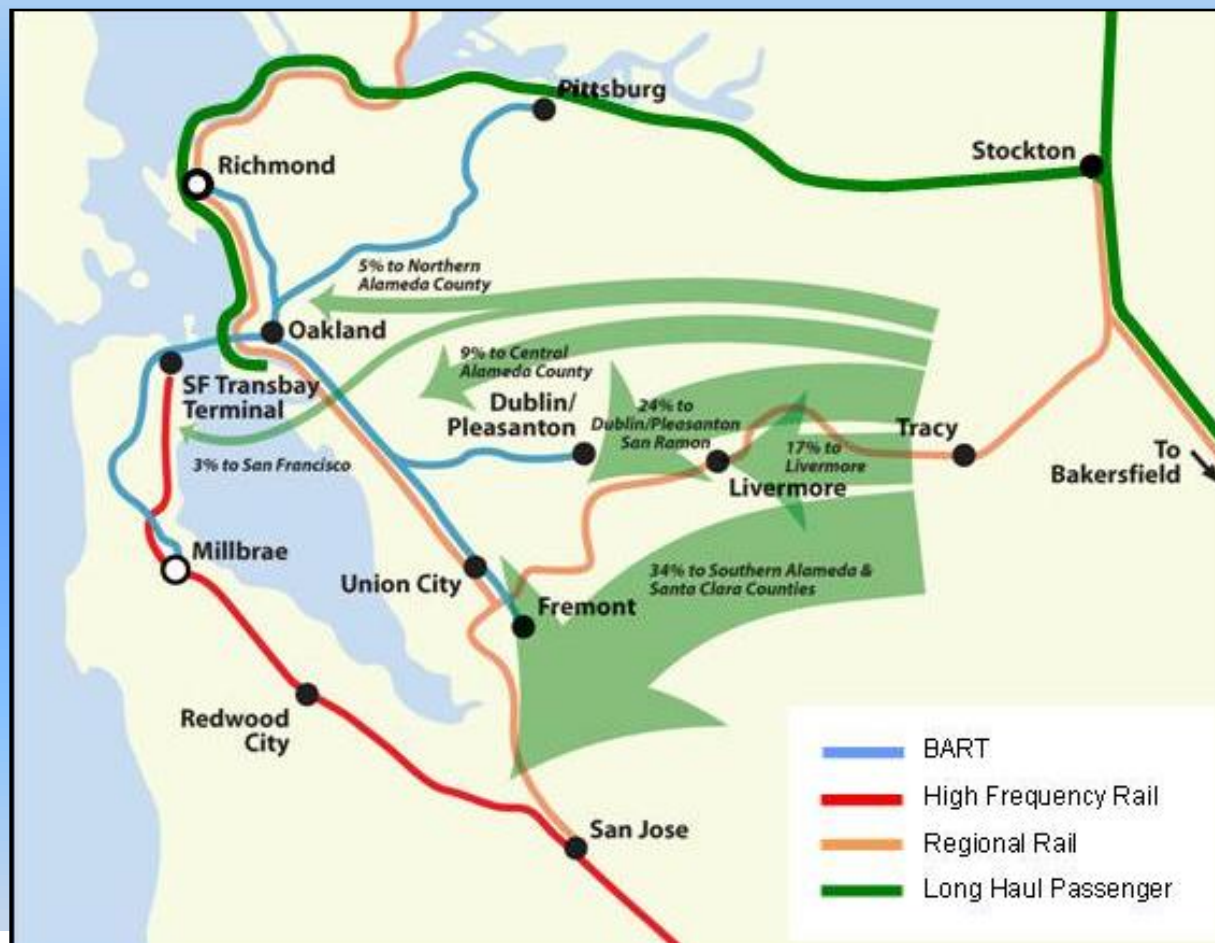 Pittsburg
Stockton
Richmond
5% to Northern
Alameda County
Oakland
9% to Central
Alameda County
SF Transbay
Terminal
Dublin/
Pleasanton
24% to
Dublin/Pleasanton
San Ramon
Tracy
17% to
Livermore
To
Bakersfield
3% to San Francisco
Livermore
Millbrae
Union City
34% to Southern Alameda &
Santa Clara Counties
Fremont
Redwood
City
San Jose
BART
High Frequency Rail
Regional Rail
Long Haul Passenger